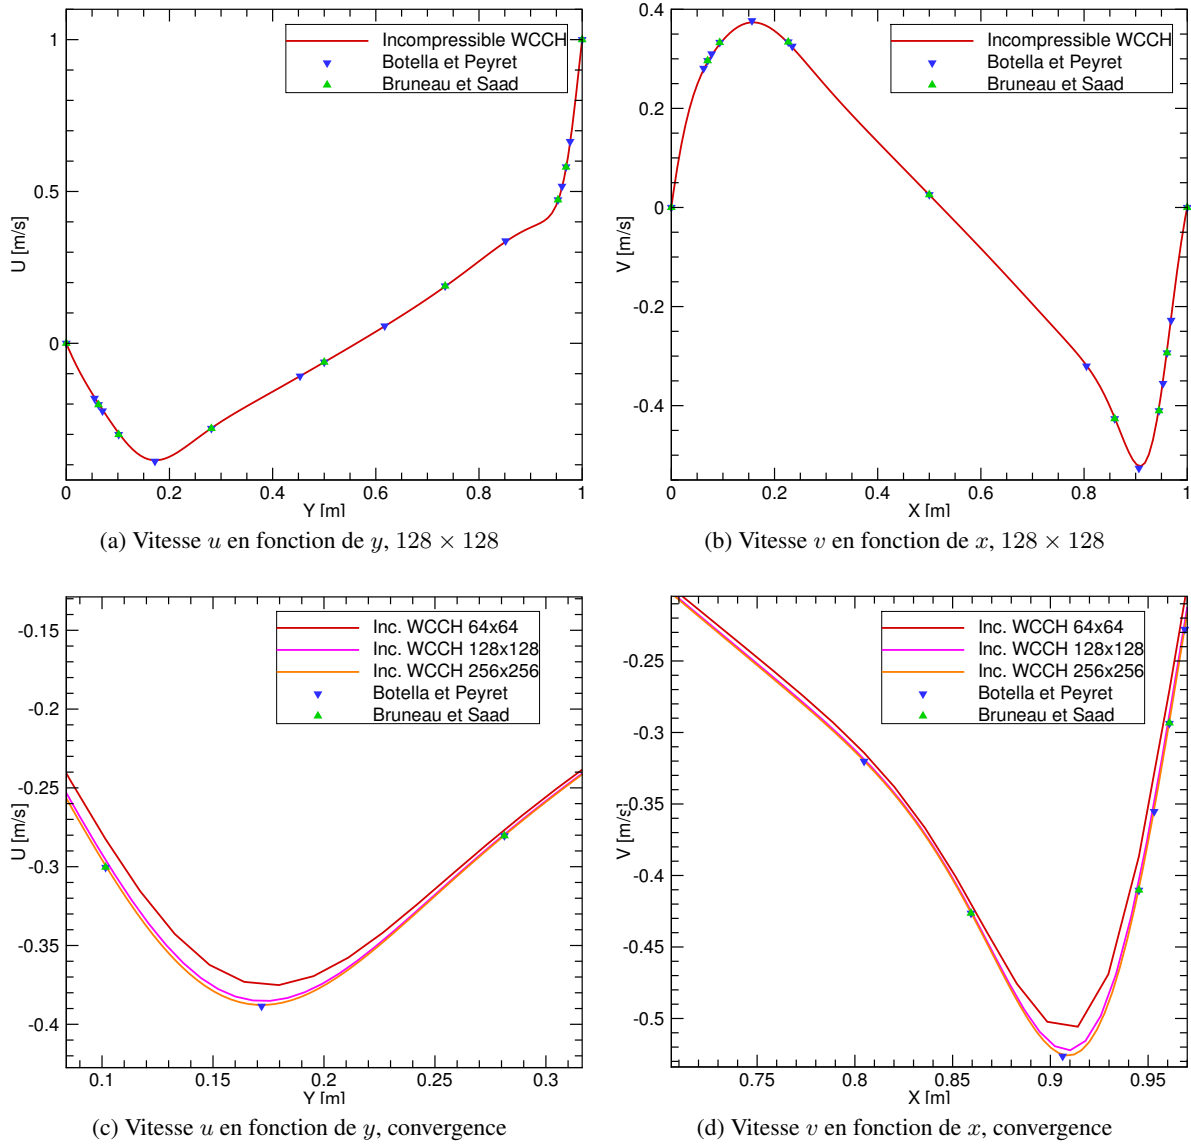 Incompressible WCCH
Botella et Peyret
Bruneau et Saad
U [m/s]
1
0.5
0
0 0.2 0.4 0.6 0.8 1
Y [m]
(a) Vitesse u en fonction de y, 128 × 128
Incompressible WCCH
Botella et Peyret
Bruneau et Saad
V [m/s]
0.4
0.2
0
-0.2
-0.4
0 0.2 0.4 0.6 0.8 1
X [m]
(b) Vitesse v en fonction de x, 128 × 128
Inc. WCCH 64x64
Inc. WCCH 128x128
Inc. WCCH 256x256
Botella et Peyret
Bruneau et Saad
U [m/s]
-0.15
-0.2
-0.25
-0.3
-0.35
-0.4
0.1 0.15 0.2 0.25 0.3
Y [m]
(c) Vitesse u en fonction de y, convergence
Inc. WCCH 64x64
Inc. WCCH 128x128
Inc. WCCH 256x256
Botella et Peyret
Bruneau et Saad
V [m/s]
-0.25
-0.3
-0.35
-0.4
-0.45
-0.5
0.75 0.8 0.85 0.9 0.95
X [m]
(d) Vitesse v en fonction de x, convergence